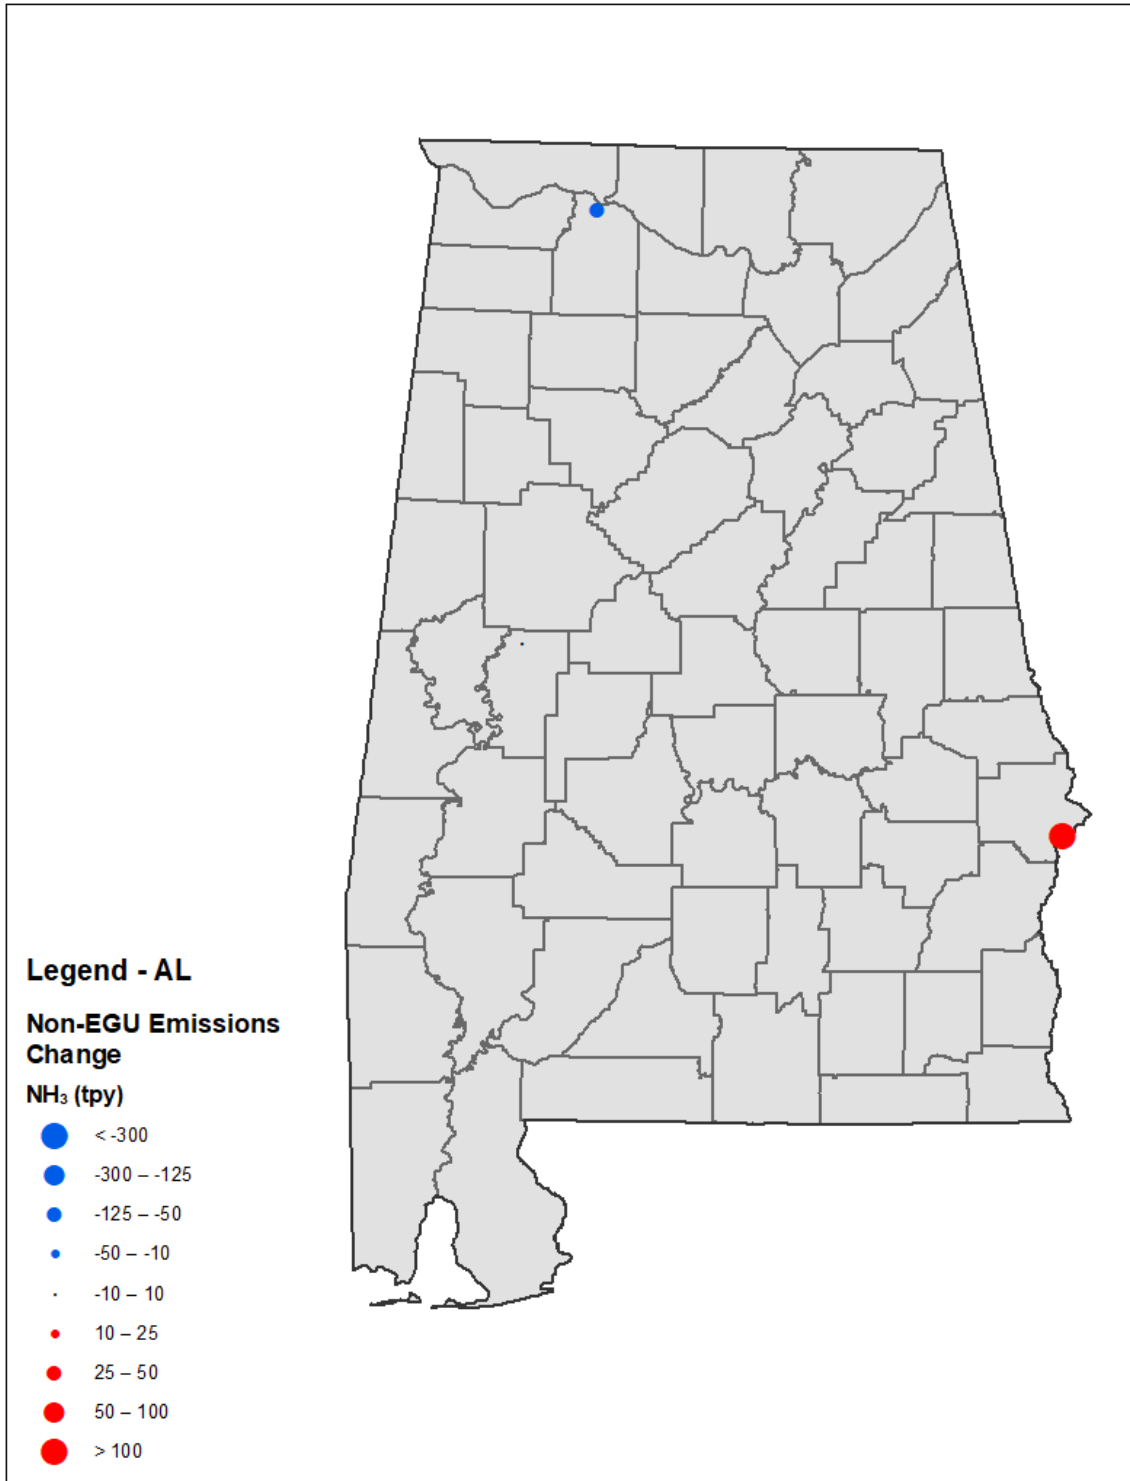 Legend - AL
Non-EGU Emissions
Change
NH₃ (tpy)
< -300
-300 – -125
-125 – -50
-50 – -10
-10 – 10
10 – 25
25 – 50
50 – 100
> 100